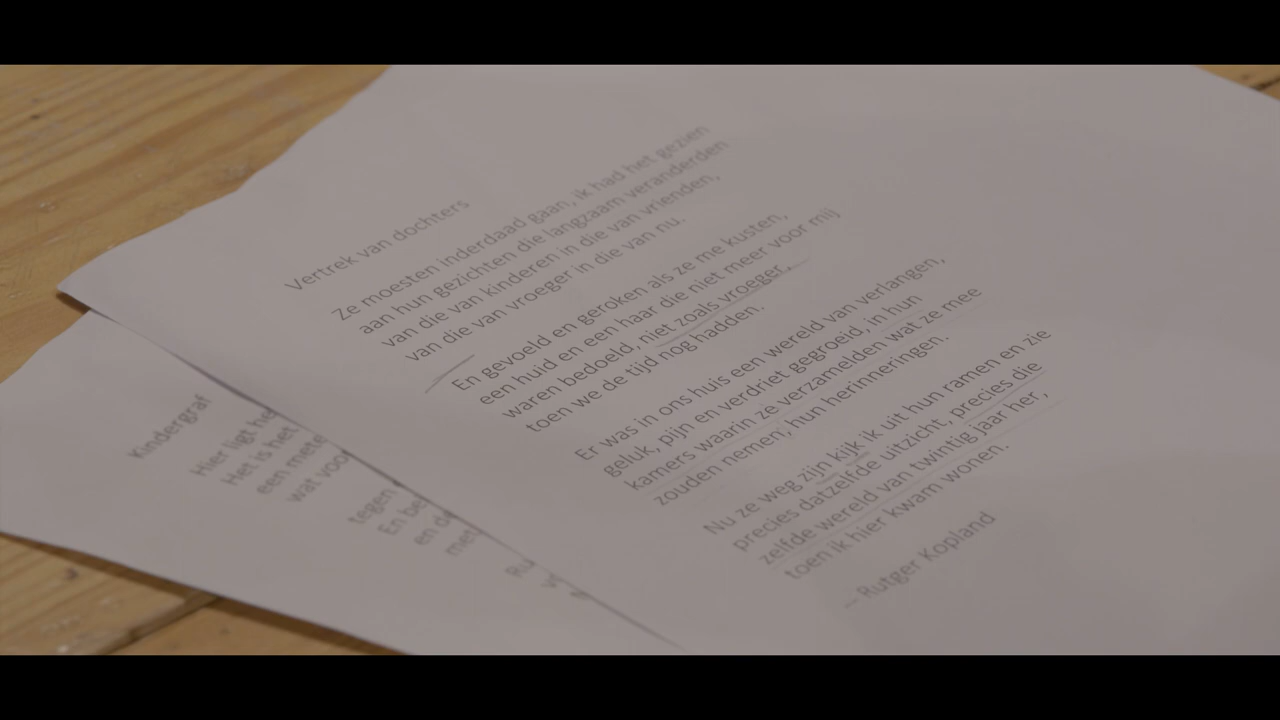 Vertrek van dochters
Ze moesten inderdaad gaan, ik had het gezien
aan hun gezichten die langzaam veranderden
van die van kinderen in die van vrienden,
van die van vroeger in die van nu.
En gevoeld en geroken als ze me kusten,
een huid en een haar die niet meer voor mij
waren bedoeld, niet zoals vroeger,
toen we de tijd nog hadden.
Er was in ons huis een wereld van verlangen,
geluk, pijn en verdriet gegroeid, in hun
kamers waarin ze verzamelden wat ze mee
zouden nemen, hun herinneringen.
Nu ze weg zijn kijk ik uit hun ramen en zie
precies datzelfde uitzicht, precies die
zelfde wereld van twintig jaar her,
toen ik hier kwam wonen.
– Rutger Kopland
Kindergraf
Hier ligt he
Het is het
een mete
wat voor
tegen
En be
en de
met
Ru